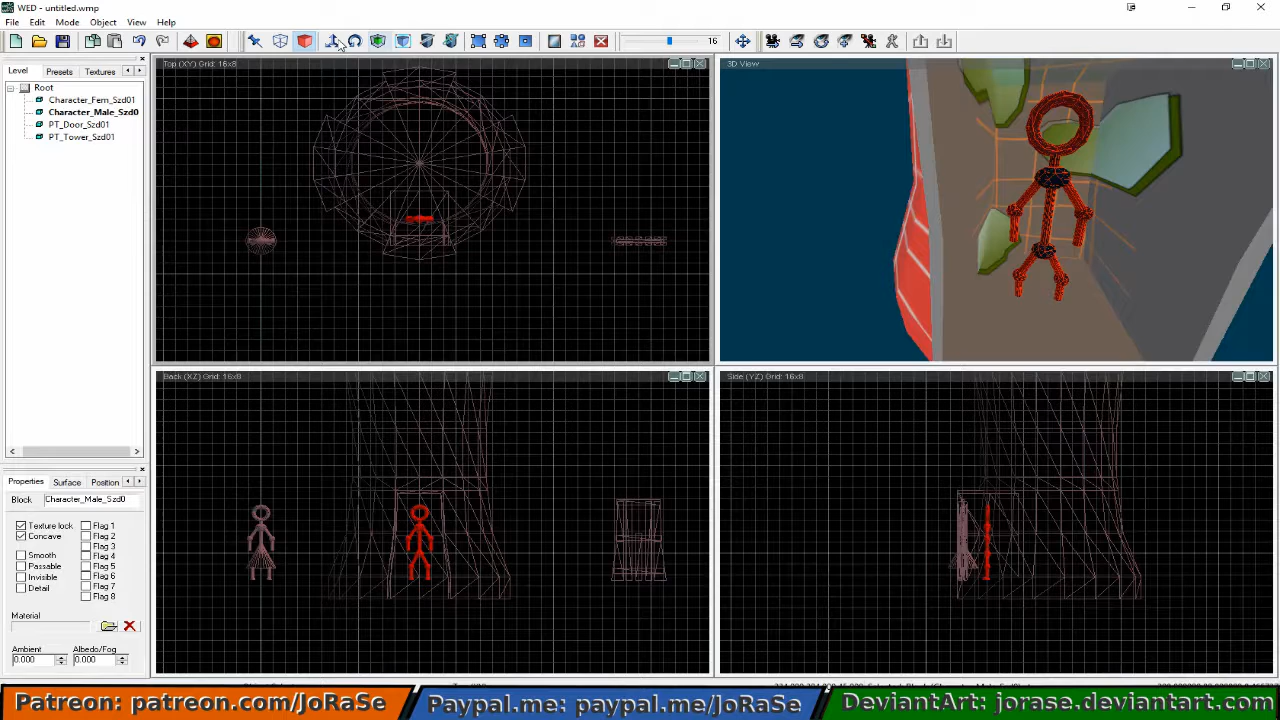 WED - untitled.wmp
File Edit Mode Object View Help
16
Level Presets Textures
Root
Character_Fem_Szd01
Character_Male_Szd0
PT_Door_Szd01
PT_Tower_Szd01
Top (XY) Grid: 16x8
3D View
Back (XZ) Grid: 16x8
Side (YZ) Grid: 16x8
Properties Surface Position
Block Character_Male_Szd0
Texture lock Flag 1
Concave Flag 2
Flag 3
Smooth Flag 4
Passable Flag 5
Invisible Flag 6
Detail Flag 7
Flag 8
Material
Ambient Albedo/Fog
0.000 0.000
Patreon: patreon.com/JoRaSe
Paypal.me: paypal.me/JoRaSe
DeviantArt: jorase.deviantart.com